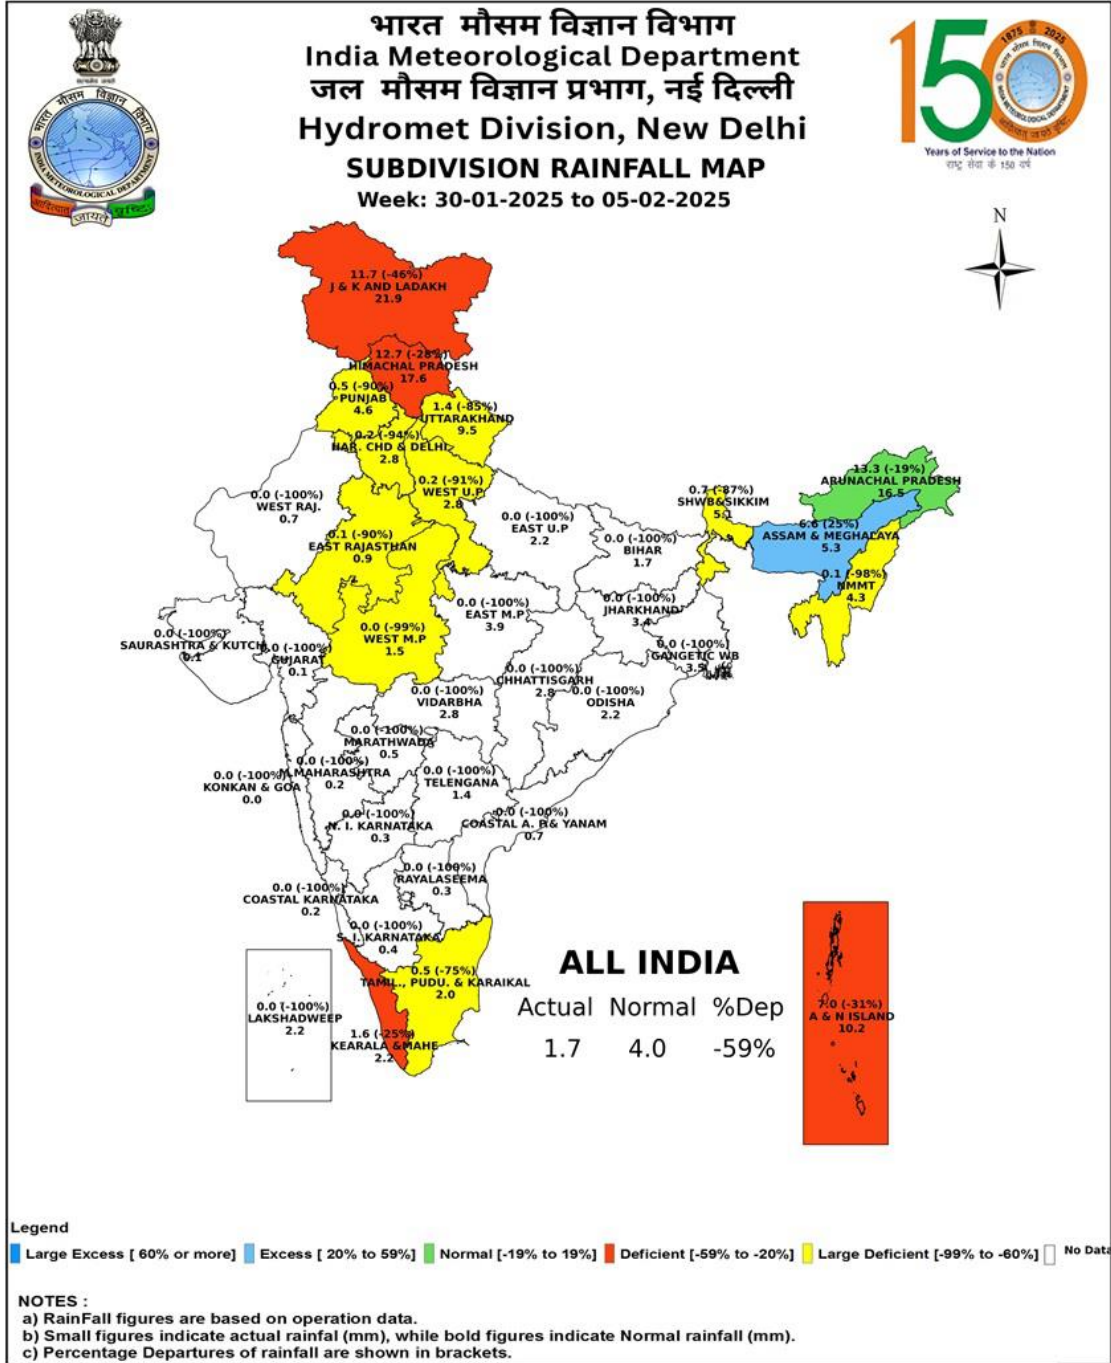 भारत मौसम विज्ञान विभाग
India Meteorological Department
जल मौसम विज्ञान प्रभाग, नई दिल्ली
Hydromet Division, New Delhi
SUBDIVISION RAINFALL MAP
Week: 30-01-2025 to 05-02-2025
भारत मौसम विज्ञान विभाग
INDIA METEOROLOGICAL DEPARTMENT
आदित्यात् जायते वृष्टि:
150
1875 2025
Years of Service to the Nation
राष्ट्र सेवा के 150 वर्ष
N
11.7 (-46%)
J & K AND LADAKH
21.9
12.7 (-28%)
HIMACHAL PRADESH
17.6
0.5 (-90%)
PUNJAB
4.6
1.4 (-85%)
UTTARAKHAND
9.5
0.2 (-94%)
HAR. CHD & DELHI
2.8
0.2 (-91%)
WEST U.P
2.8
0.0 (-100%)
WEST RAJ.
0.7
0.1 (-90%)
EAST RAJASTHAN
0.9
0.0 (-100%)
EAST U.P
2.2
0.0 (-100%)
BIHAR
1.7
0.7 (-87%)
SHWB&SIKKIM
5.1
13.3 (-19%)
ARUNACHAL PRADESH
16.5
6.6 (25%)
ASSAM & MEGHALAYA
5.3
0.1 (-98%)
NMMT
4.3
0.0 (-100%)
JHARKHAND
3.4
0.0 (-100%)
EAST M.P
3.9
0.0 (-99%)
WEST M.P
1.5
0.0 (-100%)
SAURASHTRA & KUTCH
0.1
0.0 (-100%)
GUJARAT
0.1
0.0 (-100%)
GANGETIC WB
3.5
0.0 (-100%)
CHHATTISGARH
2.8
0.0 (-100%)
ODISHA
2.2
0.0 (-100%)
VIDARBHA
2.8
0.0 (-100%)
MARATHWADA
0.5
0.0 (-100%)
M.MAHARASHTRA
0.2
0.0 (-100%)
KONKAN & GOA
0.0
0.0 (-100%)
TELENGANA
1.4
0.0 (-100%)
N. I. KARNATAKA
0.3
0.0 (-100%)
COASTAL A. P.& YANAM
0.7
0.0 (-100%)
RAYALASEEMA
0.3
0.0 (-100%)
COASTAL KARNATAKA
0.2
0.0 (-100%)
S. I. KARNATAKA
0.4
0.5 (-75%)
TAMIL., PUDU. & KARAIKAL
2.0
0.0 (-100%)
LAKSHADWEEP
2.2
1.6 (-25%)
KEARALA &MAHE
2.2
7.0 (-31%)
A & N ISLAND
10.2
ALL INDIA
Actual Normal %Dep
1.7 4.0 -59%
Legend
Large Excess [ 60% or more] Excess [ 20% to 59%] Normal [-19% to 19%] Deficient [-59% to -20%] Large Deficient [-99% to -60%] No Data
NOTES :
a) RainFall figures are based on operation data.
b) Small figures indicate actual rainfal (mm), while bold figures indicate Normal rainfall (mm).
c) Percentage Departures of rainfall are shown in brackets.